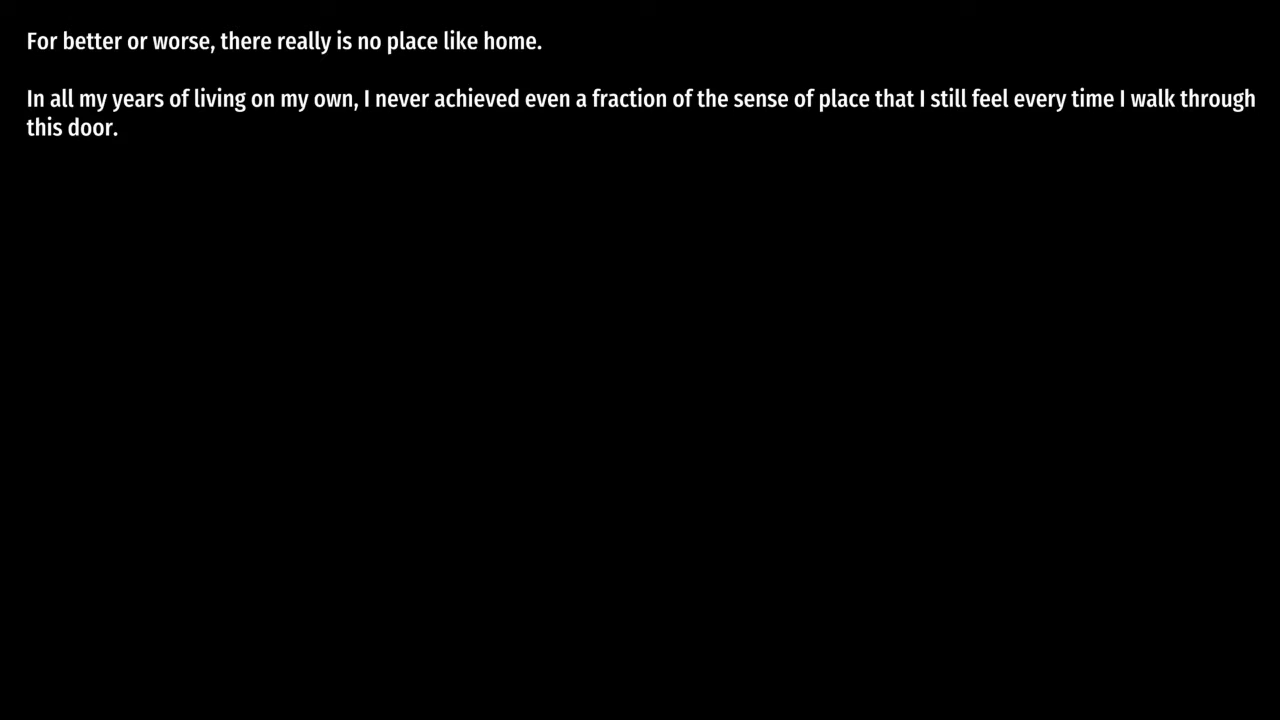 For better or worse, there really is no place like home.
In all my years of living on my own, I never achieved even a fraction of the sense of place that I still feel every time I walk through
this door.